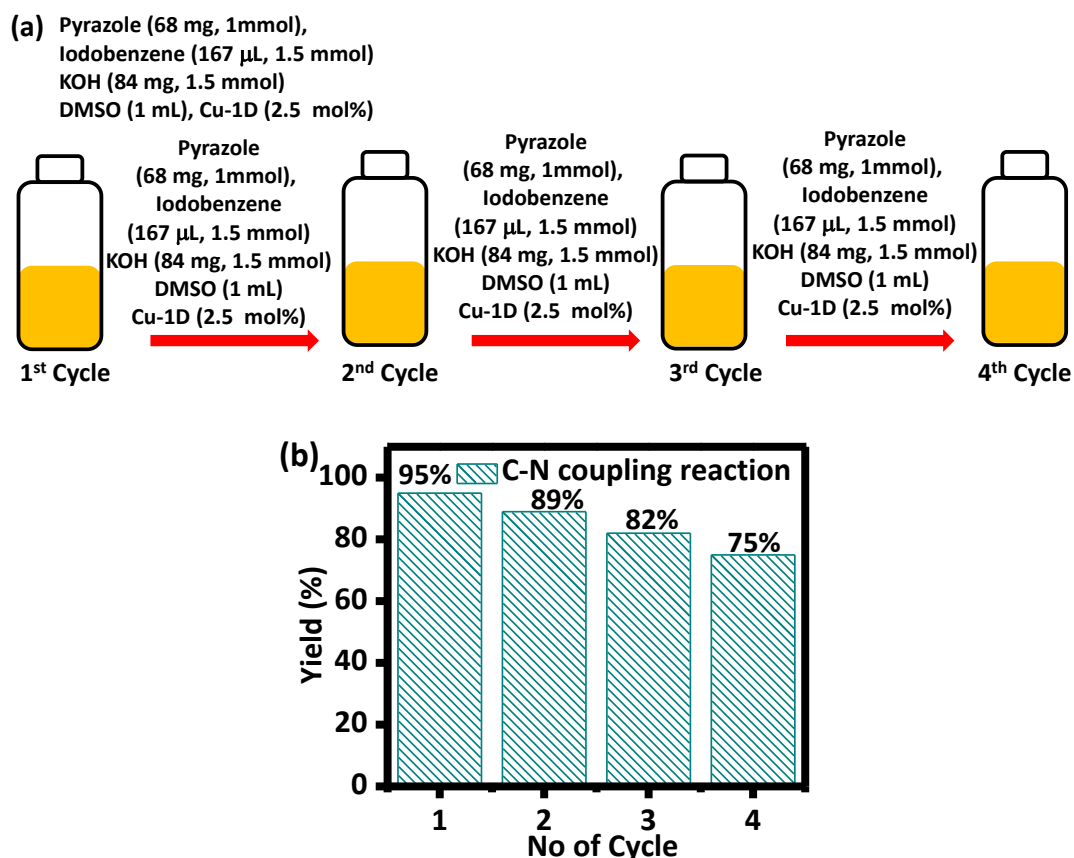 (a) Pyrazole (68 mg, 1mmol),
Iodobenzene (167 μL, 1.5 mmol)
KOH (84 mg, 1.5 mmol)
DMSO (1 mL), Cu-1D (2.5 mol%)
Pyrazole
(68 mg, 1mmol),
Iodobenzene
(167 μL, 1.5 mmol)
KOH (84 mg, 1.5 mmol)
DMSO (1 mL)
Cu-1D (2.5 mol%)
Pyrazole
(68 mg, 1mmol),
Iodobenzene
(167 μL, 1.5 mmol)
KOH (84 mg, 1.5 mmol)
DMSO (1 mL)
Cu-1D (2.5 mol%)
Pyrazole
(68 mg, 1mmol),
Iodobenzene
(167 μL, 1.5 mmol)
KOH (84 mg, 1.5 mmol)
DMSO (1 mL)
Cu-1D (2.5 mol%)
1st Cycle
2nd Cycle
3rd Cycle
4th Cycle
(b)
C-N coupling reaction
95%
89%
82%
75%
Yield (%)
100
80
60
40
20
0
1 2 3 4
No of Cycle